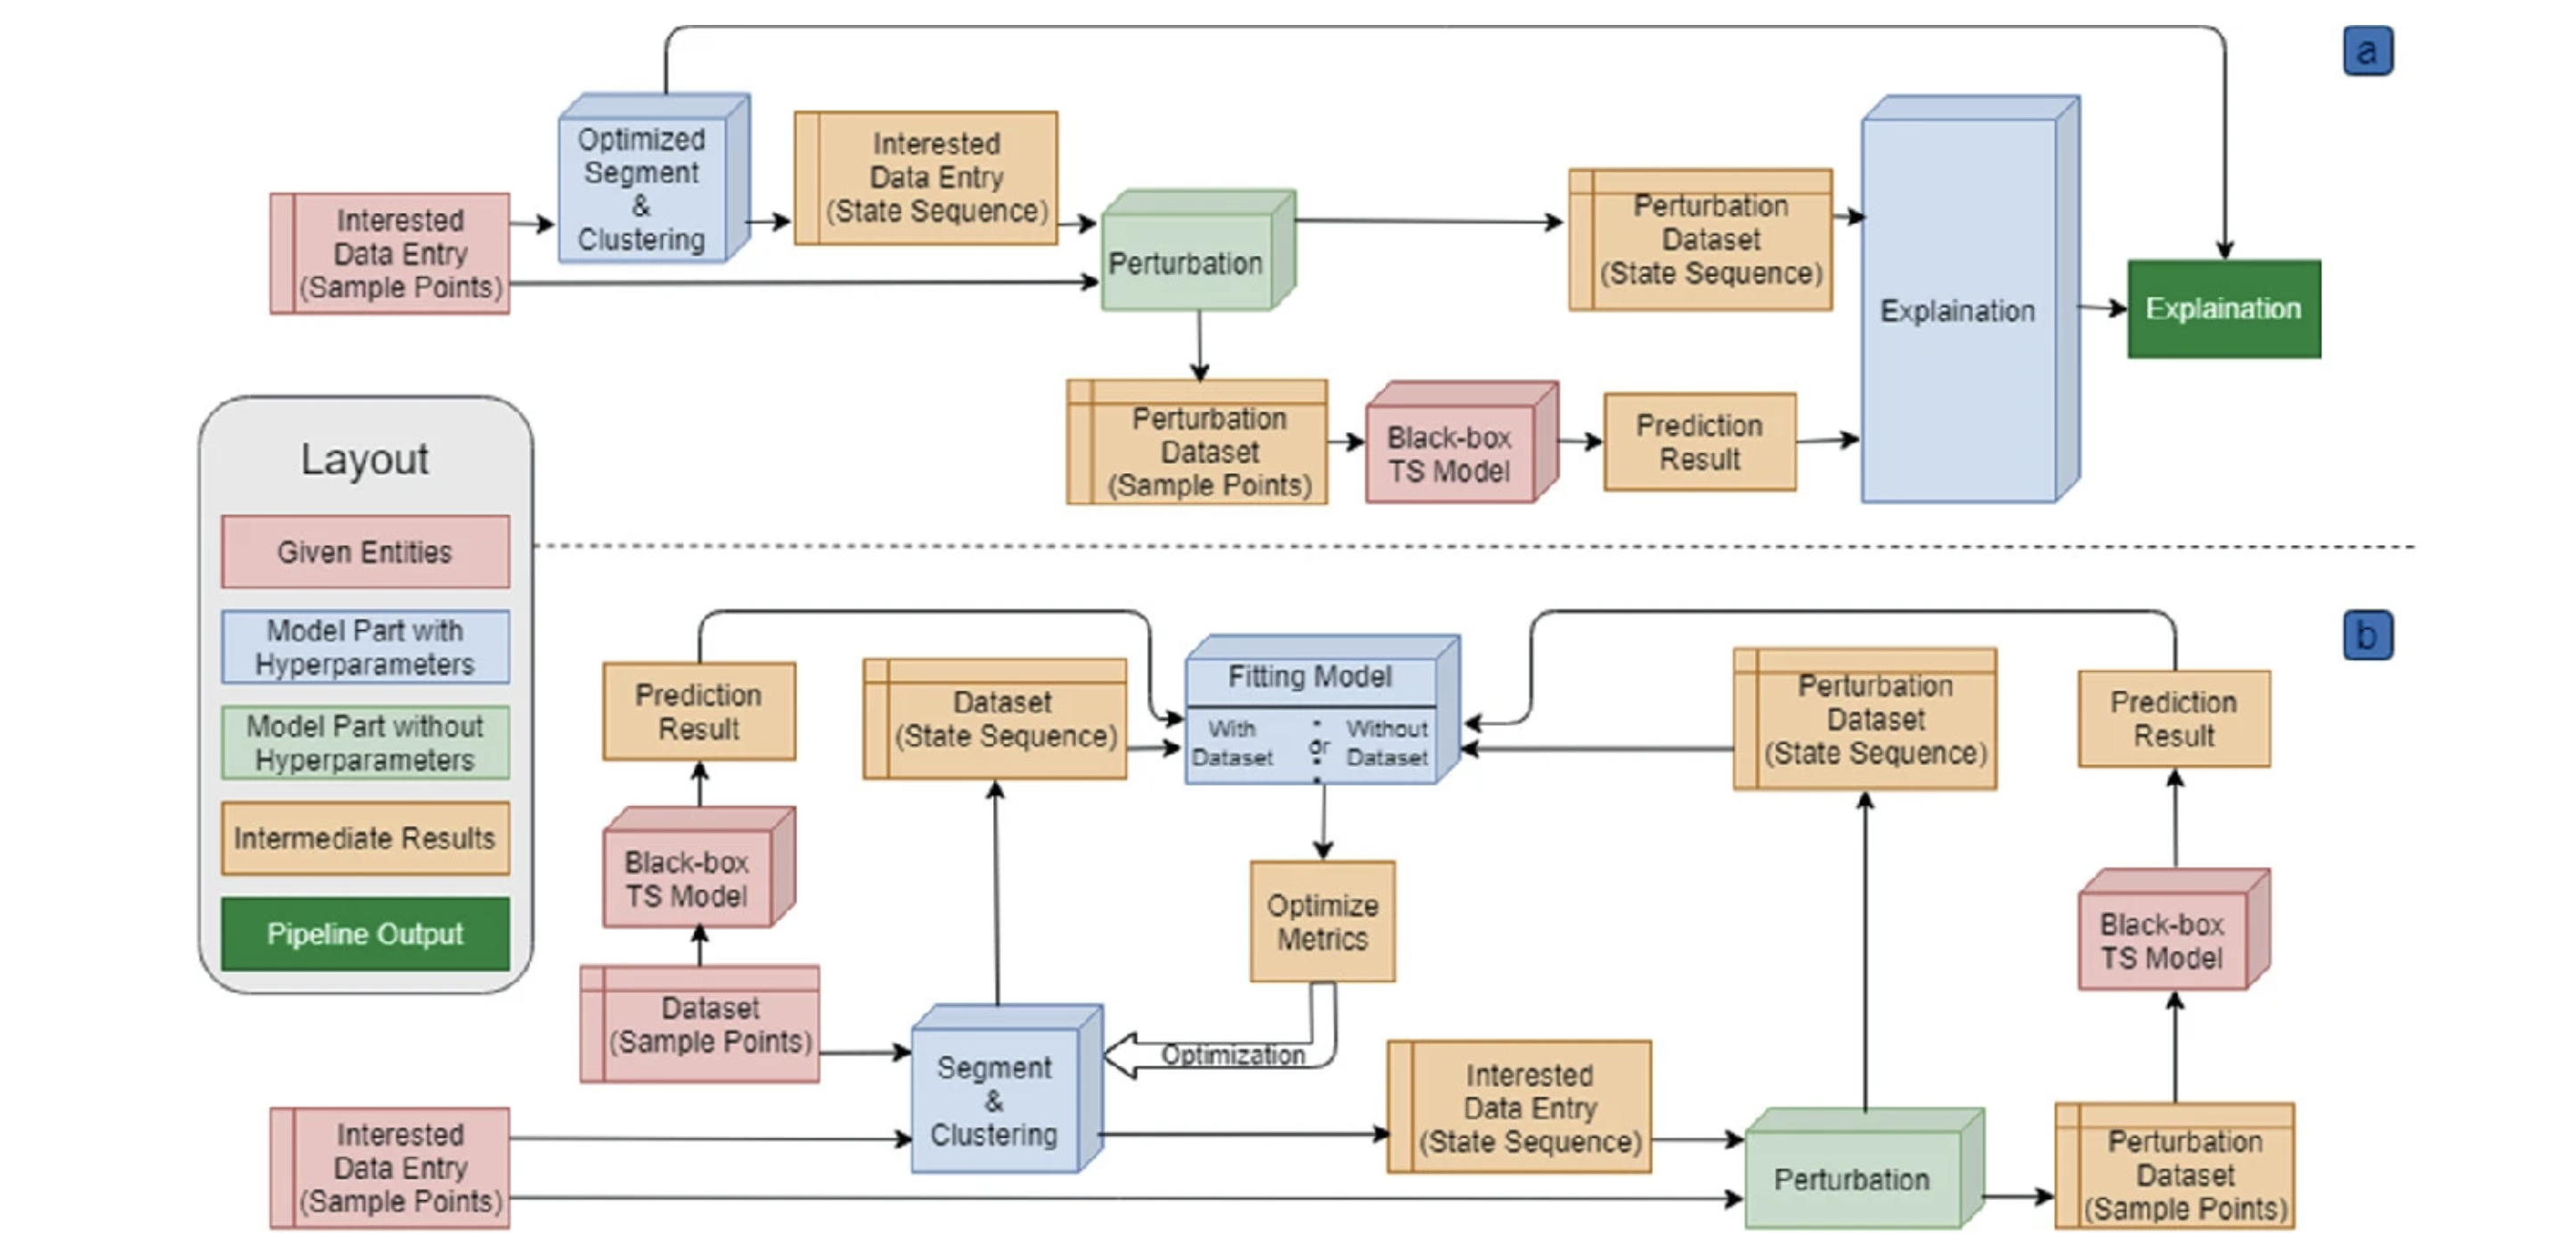 a
Optimized
Segment
&
Clustering
Interested
Data Entry
(State Sequence)
Interested
Data Entry
(Sample Points)
Perturbation
Perturbation
Dataset
(State Sequence)
Explaination
Explaination
Perturbation
Dataset
(Sample Points)
Black-box
TS Model
Prediction
Result
Layout
Given Entities
Model Part with
Hyperparameters
Model Part without
Hyperparameters
Intermediate Results
Pipeline Output
b
Prediction
Result
Dataset
(State Sequence)
Fitting Model
With
Dataset
or
Without
Dataset
Perturbation
Dataset
(State Sequence)
Prediction
Result
Black-box
TS Model
Optimize
Metrics
Black-box
TS Model
Dataset
(Sample Points)
Segment
&
Clustering
Optimization
Interested
Data Entry
(State Sequence)
Interested
Data Entry
(Sample Points)
Perturbation
Perturbation
Dataset
(Sample Points)